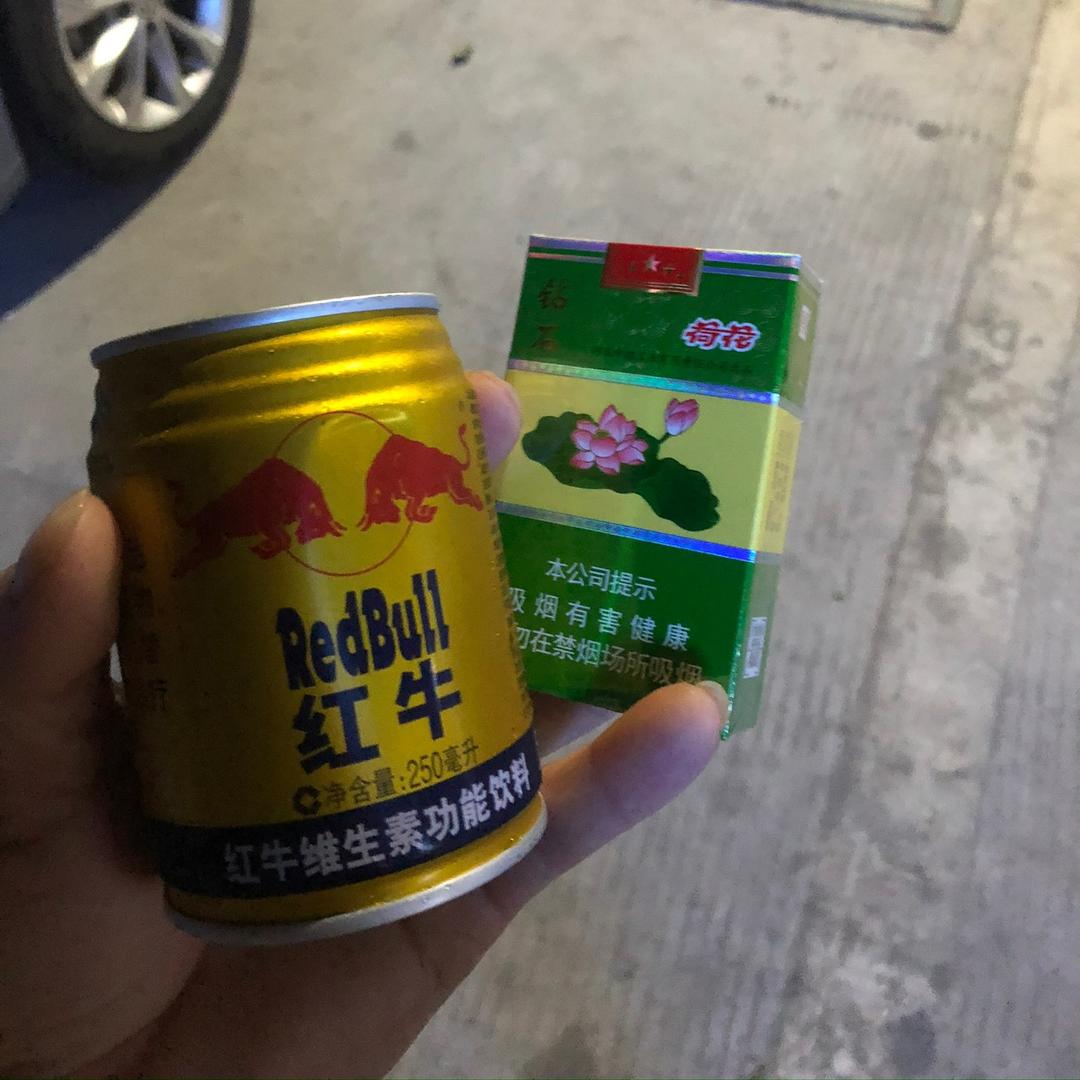 RedBull
红牛
净含量:250毫升
红牛维生素功能饮料
钻
石
荷花
本公司提示
吸烟有害健康
勿在禁烟场所吸烟